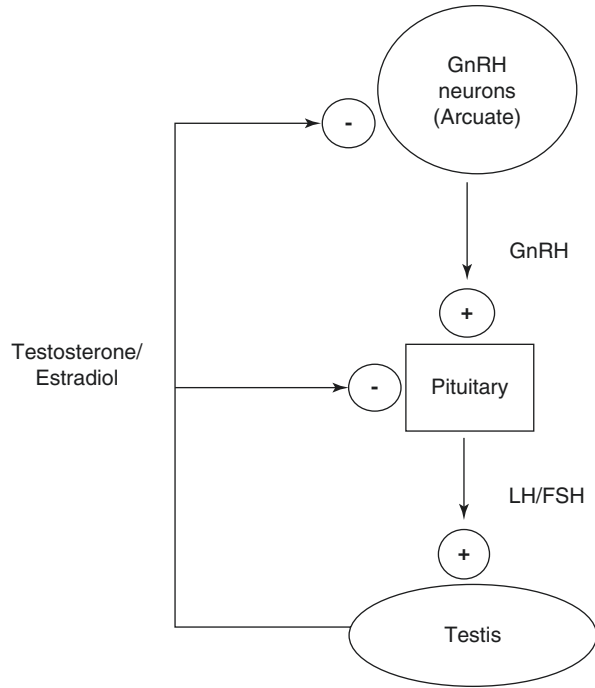 GnRH
neurons
(Arcuate)
-
GnRH
+
Testosterone/
Estradiol
-
Pituitary
LH/FSH
+
Testis